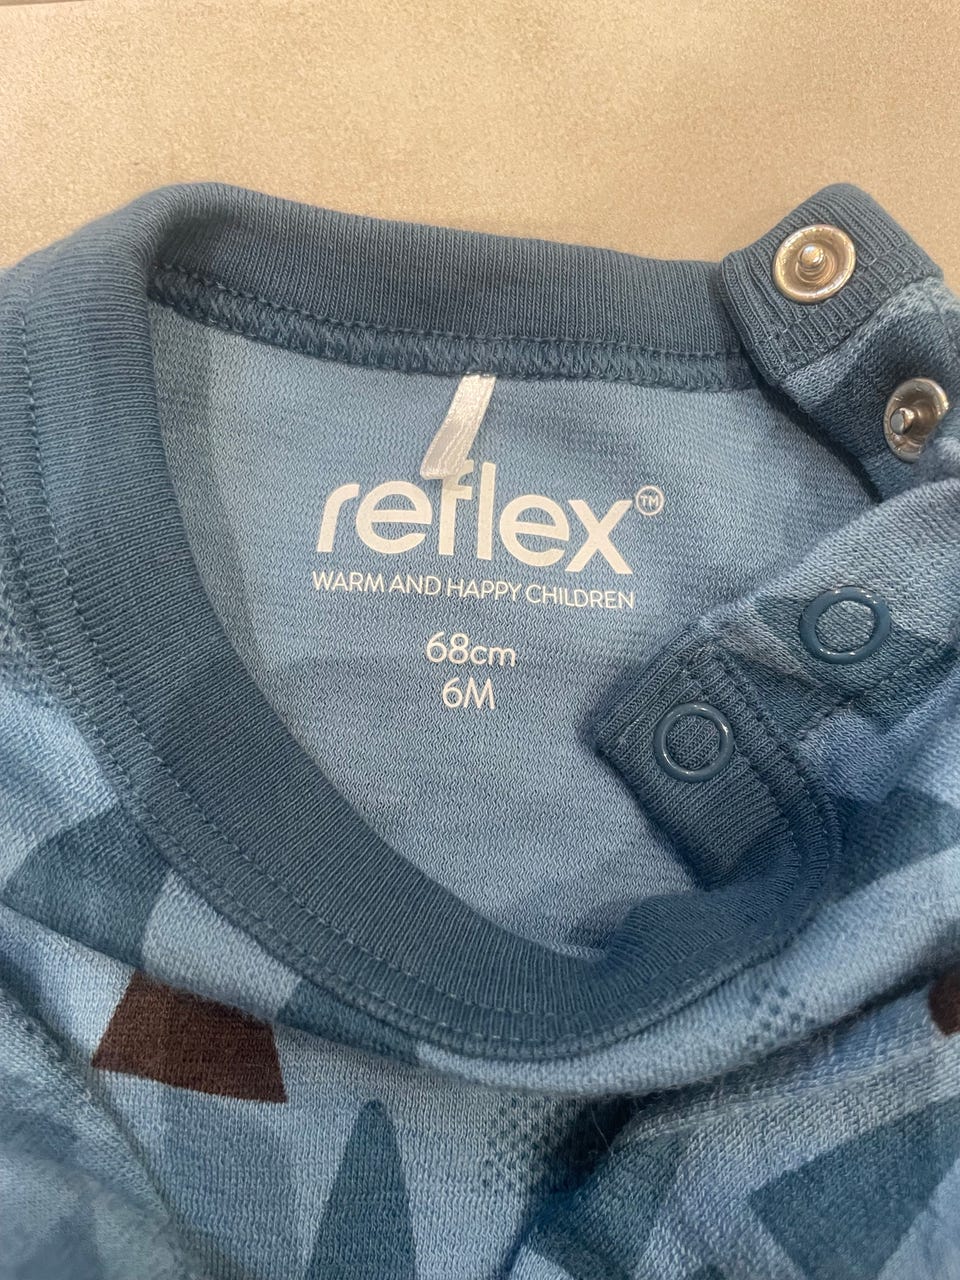 reflex™
WARM AND HAPPY CHILDREN
68cm
6M